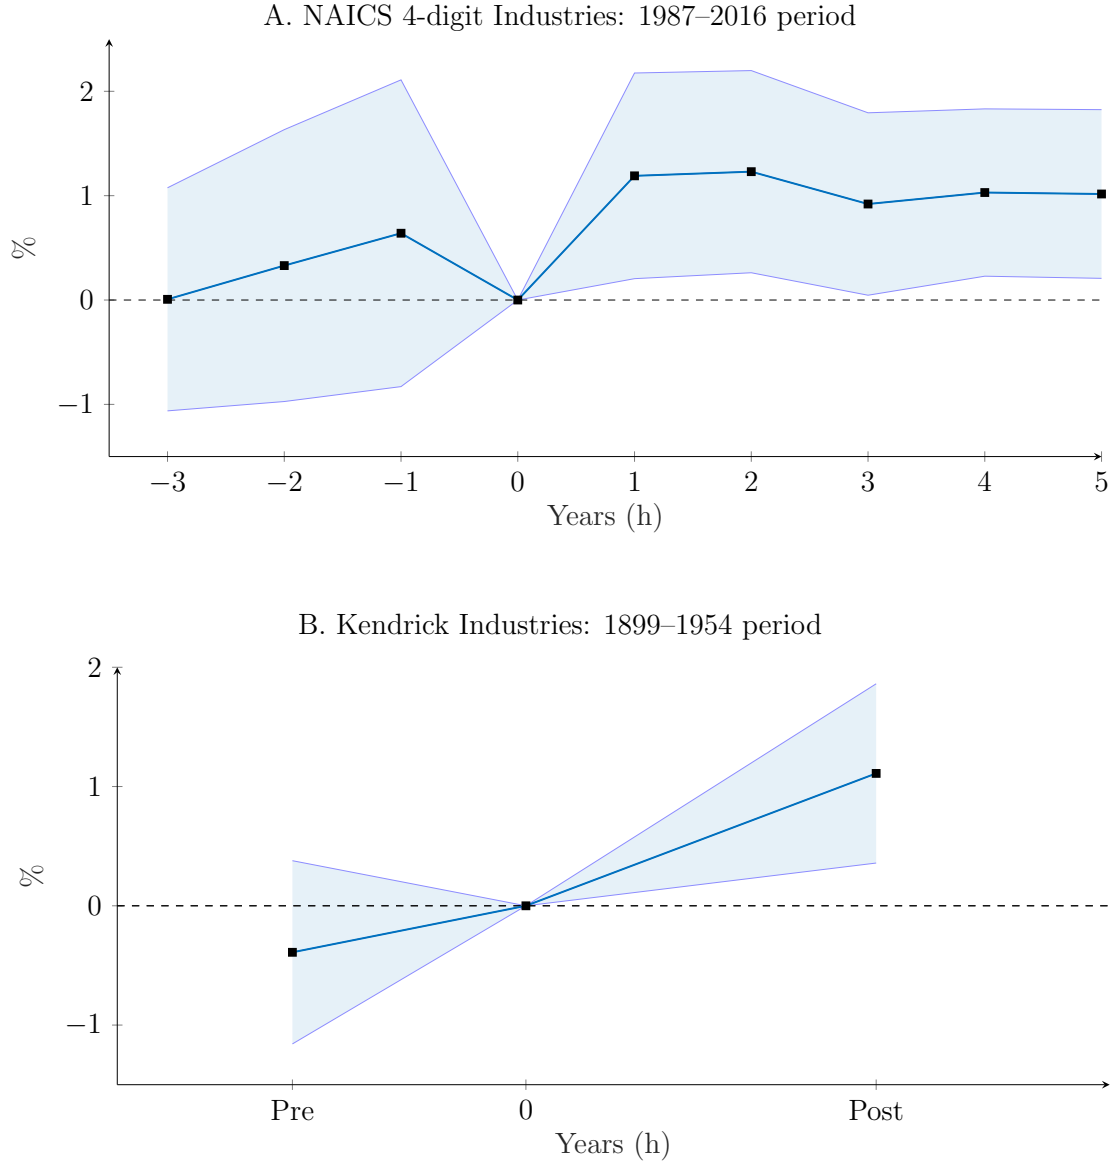 A. NAICS 4-digit Industries: 1987–2016 period
2
1
0
−1
%
−3 −2 −1 0 1 2 3 4 5
Years (h)
B. Kendrick Industries: 1899–1954 period
2
1
0
−1
%
Pre 0 Post
Years (h)